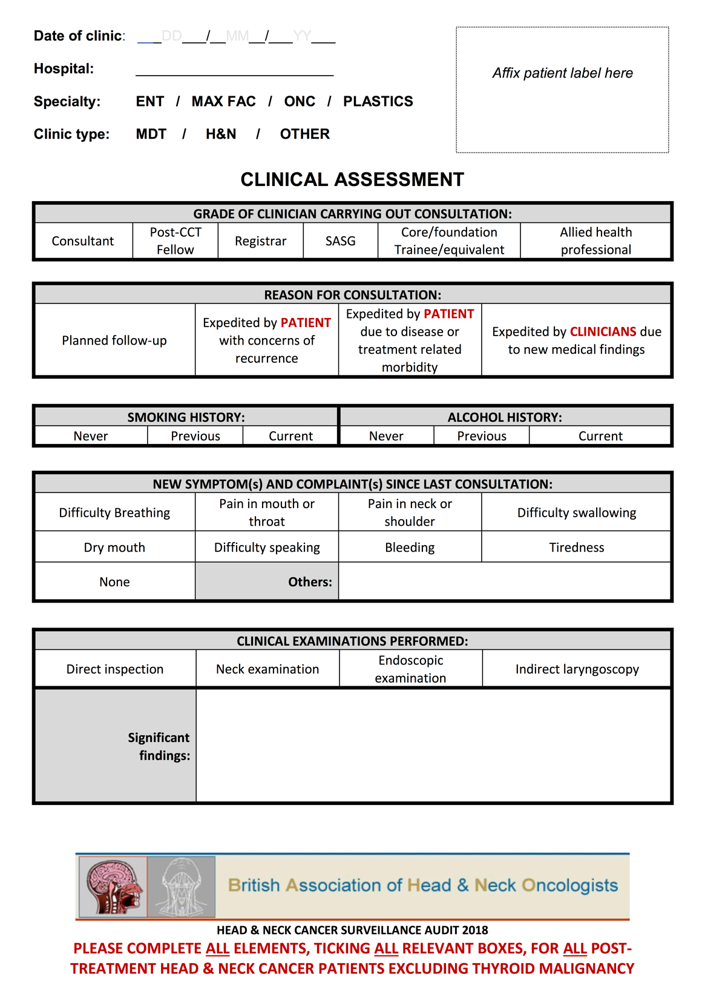 Date of clinic: ___DD___/__MM__/___YY___
Affix patient label here
Hospital: _________________________
Specialty: ENT / MAX FAC / ONC / PLASTICS
Clinic type: MDT / H&N / OTHER
CLINICAL ASSESSMENT
GRADE OF CLINICIAN CARRYING OUT CONSULTATION:
Consultant
Post-CCT
Fellow
Registrar
SASG
Core/foundation
Trainee/equivalent
Allied health
professional
REASON FOR CONSULTATION:
Planned follow-up
Expedited by PATIENT
with concerns of
recurrence
Expedited by PATIENT
due to disease or
treatment related
morbidity
Expedited by CLINICIANS due
to new medical findings
SMOKING HISTORY:
Never
Previous
Current
ALCOHOL HISTORY:
Never
Previous
Current
NEW SYMPTOM(s) AND COMPLAINT(s) SINCE LAST CONSULTATION:
Difficulty Breathing
Pain in mouth or
throat
Pain in neck or
shoulder
Difficulty swallowing
Dry mouth
Difficulty speaking
Bleeding
Tiredness
None
Others:
CLINICAL EXAMINATIONS PERFORMED:
Direct inspection
Neck examination
Endoscopic
examination
Indirect laryngoscopy
Significant
findings:
British Association of Head & Neck Oncologists
HEAD & NECK CANCER SURVEILLANCE AUDIT 2018
PLEASE COMPLETE ALL ELEMENTS, TICKING ALL RELEVANT BOXES, FOR ALL POST-
TREATMENT HEAD & NECK CANCER PATIENTS EXCLUDING THYROID MALIGNANCY